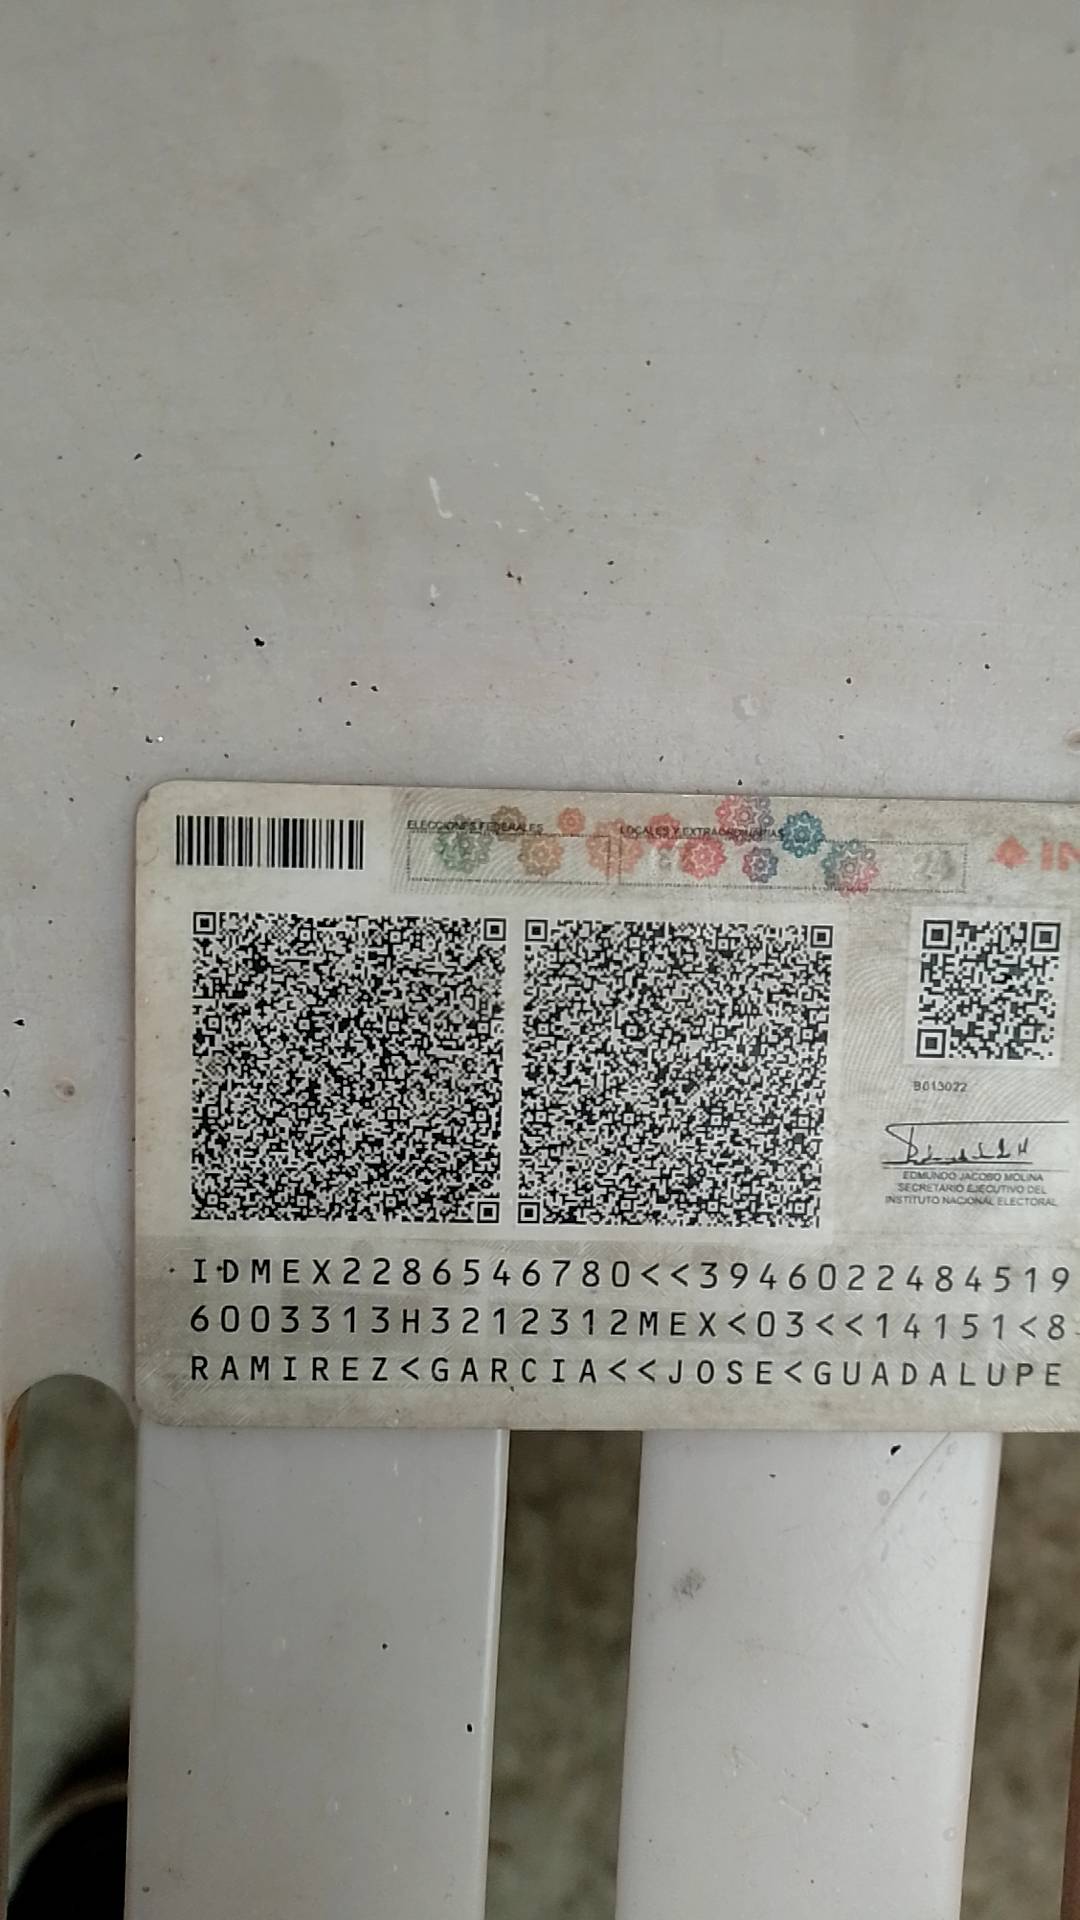 ELECCIONES FEDERALES
LOCALES Y EXTRAORDINARIAS
24
B013022
EDMUNDO JACOBO MOLINA
SECRETARIO EJECUTIVO DEL
INSTITUTO NACIONAL ELECTORAL
IDMEX2286546780<<3946022484519
6003313H3212312MEX<03<<14151<8
RAMIREZ<GARCIA<<JOSE<GUADALUPE